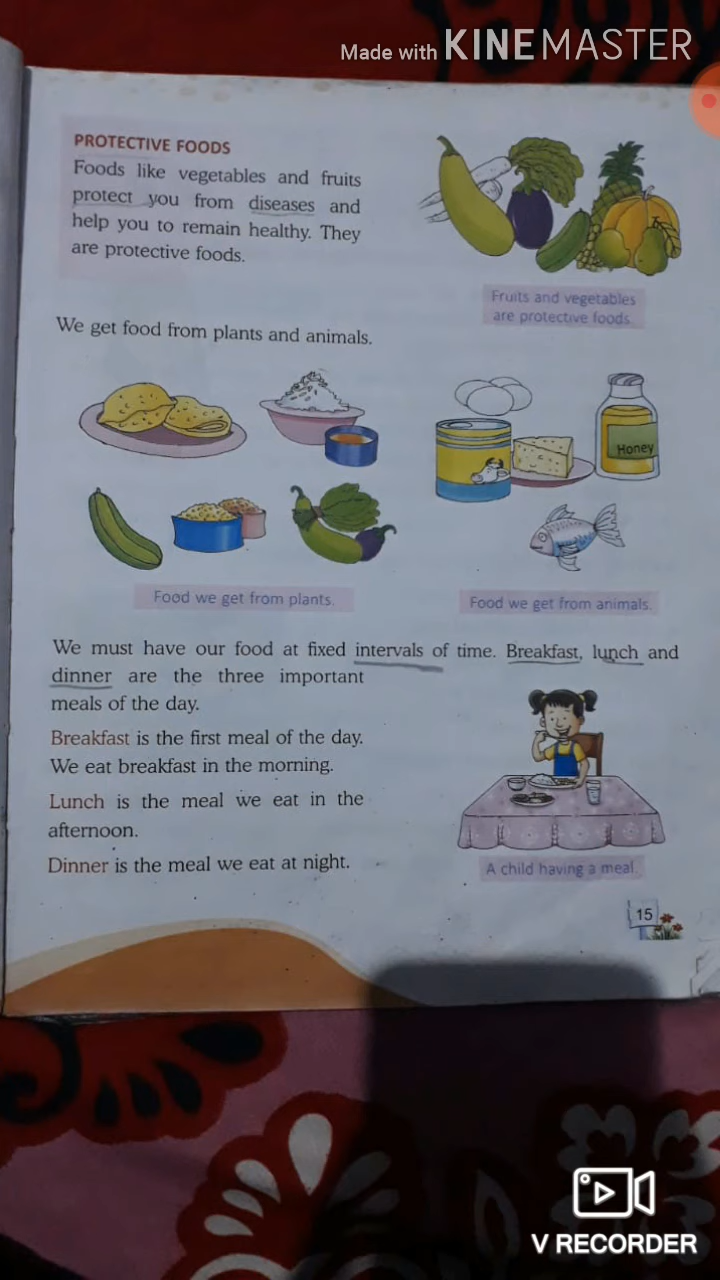 Made with KINEMASTER
PROTECTIVE FOODS
Foods like vegetables and fruits
protect you from diseases and
help you to remain healthy. They
are protective foods.
Fruits and vegetables
are protective foods.
We get food from plants and animals.
Honey
Food we get from plants.
Food we get from animals.
We must have our food at fixed intervals of time. Breakfast, lunch and
dinner are the three important
meals of the day.
Breakfast is the first meal of the day.
We eat breakfast in the morning.
Lunch is the meal we eat in the
afternoon.
Dinner is the meal we eat at night.
A child having a meal.
15
V RECORDER